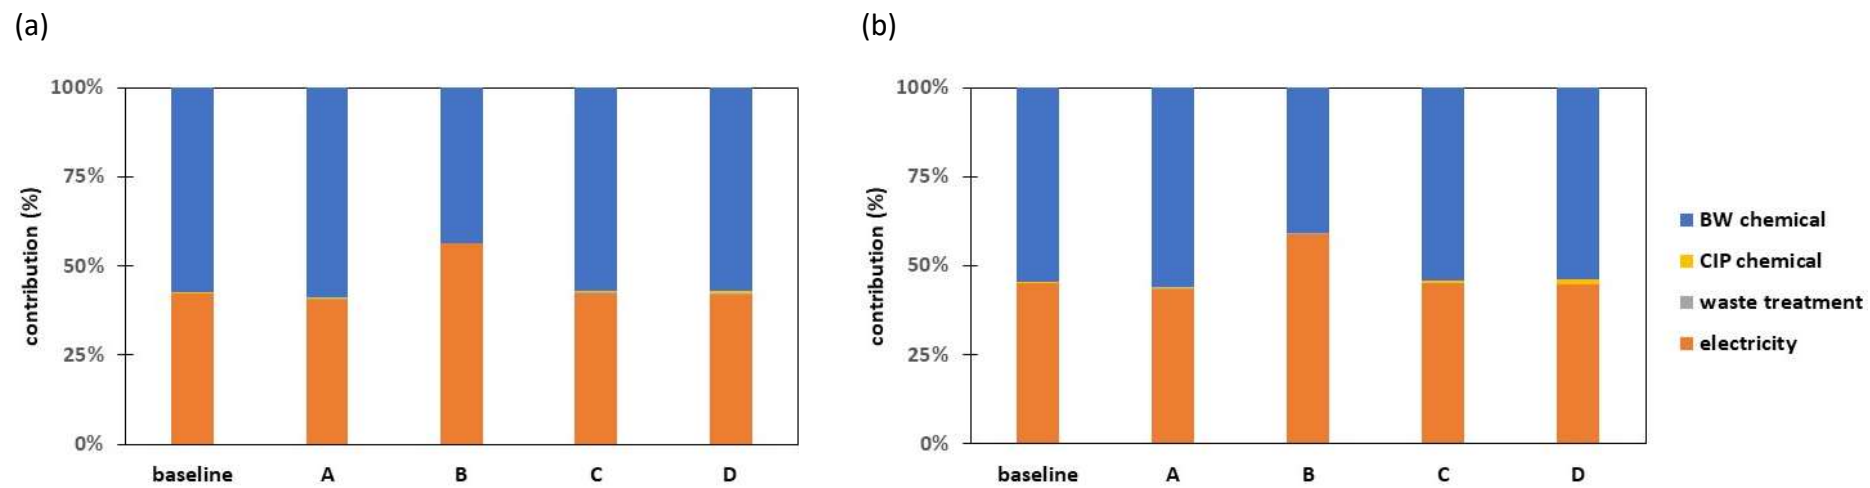 (a)
(b)
100%
75%
50%
25%
0%
contribution (%)
baseline
A
B
C
D
100%
75%
50%
25%
0%
contribution (%)
baseline
A
B
C
D
BW chemical
CIP chemical
waste treatment
electricity